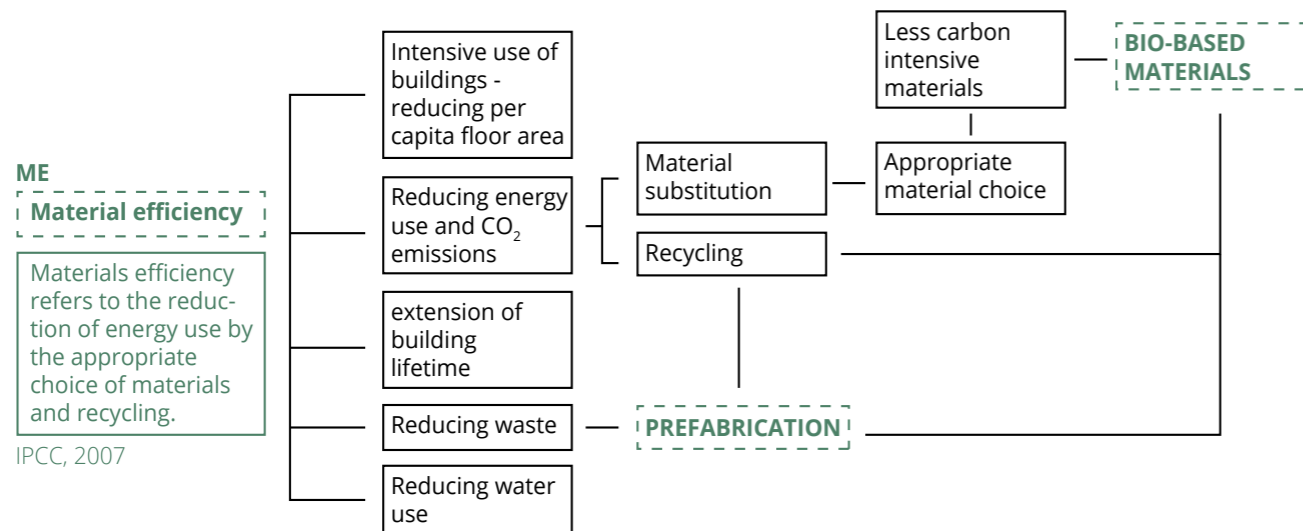 ME
Material efficiency
Materials efficiency
refers to the reduc-
tion of energy use by
the appropriate
choice of materials
and recycling.
IPCC, 2007
Intensive use of
buildings -
reducing per
capita floor area
Reducing energy
use and CO₂
emissions
extension of
building
lifetime
Reducing waste
Reducing water
use
Material
substitution
Recycling
PREFABRICATION
Less carbon
intensive
materials
Appropriate
material choice
BIO-BASED
MATERIALS